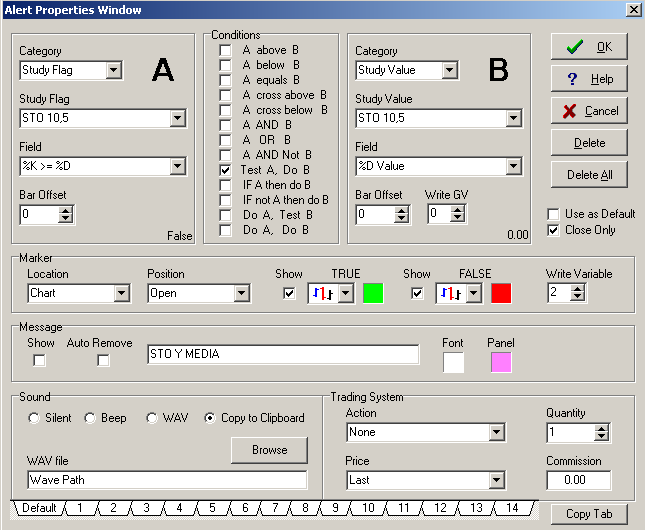 Alert Properties Window
Category
Study Flag
A
Study Flag
STO 10,5
Field
%K >= %D
Bar Offset
0
False
Conditions
A above B
A below B
A equals B
A cross above B
A cross below B
A AND B
A OR B
A AND Not B
Test A, Do B
IF A then do B
IF not A then do B
Do A, Test B
Do A, Do B
Category
Study Value
B
Study Value
STO 10,5
Field
%D Value
Bar Offset Write GV
0 0
0.00
OK
? Help
Cancel
Delete
Delete All
Use as Default
Close Only
Marker
Location Position Show TRUE Show FALSE Write Variable
Chart Open 2
Message
Show Auto Remove Font Panel
STO Y MEDIA
Sound
Silent Beep WAV Copy to Clipboard
Browse
WAV file
Wave Path
Trading System
Action Quantity
None 1
Price Commission
Last 0.00
Default 1 2 3 4 5 6 7 8 9 10 11 12 13 14
Copy Tab